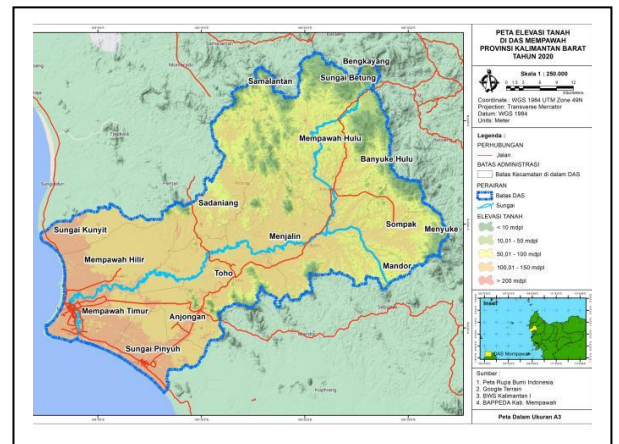 PETA ELEVASI TANAH
DI DAS MEMPAWAH
PROVINSI KALIMANTAN BARAT
TAHUN 2020
Skala 1 : 250.000
Kilometers
Coordinate : WGS 1984 UTM Zone 49N
Projection: Transverse Mercator
Datum: WGS 1984
Units: Meter
Legenda :
PERHUBUNGAN
Jalan
BATAS ADMINISTRASI
Batas Kecamatan di dalam DAS
PERAIRAN
Batas DAS
Sungai
ELEVASI TANAH
< 10 mdpl
10,01 - 50 mdpl
50,01 - 100 mdpl
100,01 - 150 mdpl
> 200 mdpl
Inset
DAS Mempawah
Sumber :
1. Peta Rupa Bumi Indonesia
2. Google Terrain
3. BWS Kalimantan I
4. BAPPEDA Kab. Mempawah
Peta Dalam Ukuran A3
Bengkayang
Sungai Betung
Samalantan
Mempawah Hulu
Banyuke Hulu
Sadaniang
Sompak
Menyuke
Sungai Kunyit
Menjalin
Mempawah Hilir
Mandor
Toho
Mempawah Timur
Anjongan
Sungai Pinyuh